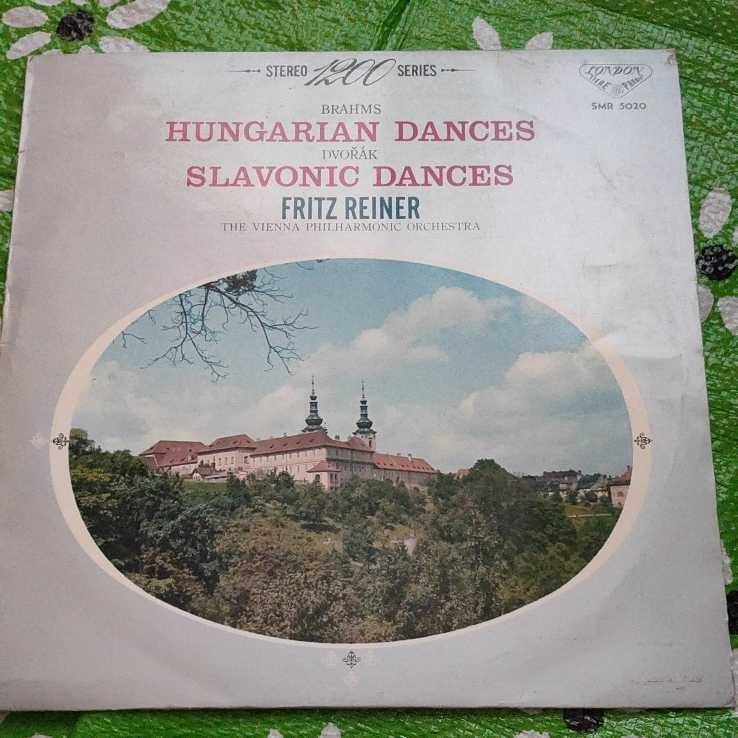 STEREO 1200 SERIES
LONDON
SMR 5020
BRAHMS
HUNGARIAN DANCES
DVOŘÁK
SLAVONIC DANCES
FRITZ REINER
THE VIENNA PHILHARMONIC ORCHESTRA